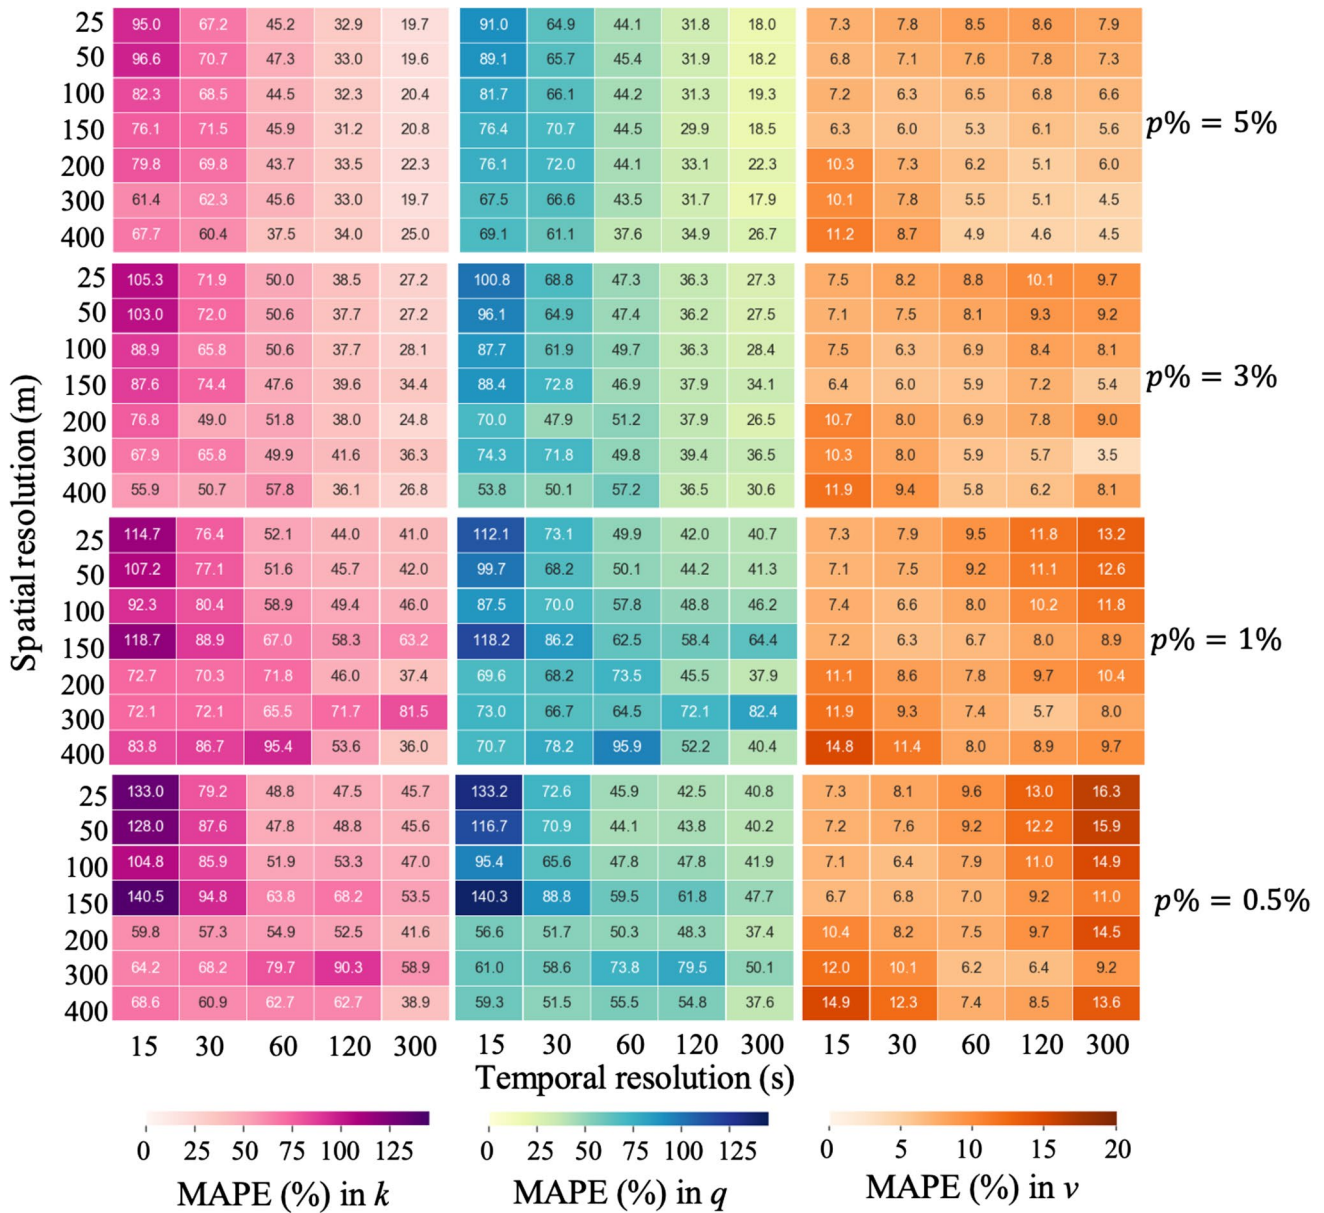 25 95.0 67.2 45.2 32.9 19.7 91.0 64.9 44.1 31.8 18.0 7.3 7.8 8.5 8.6 7.9
50 96.6 70.7 47.3 33.0 19.6 89.1 65.7 45.4 31.9 18.2 6.8 7.1 7.6 7.8 7.3
100 82.3 68.5 44.5 32.3 20.4 81.7 66.1 44.2 31.3 19.3 7.2 6.3 6.5 6.8 6.6
150 76.1 71.5 45.9 31.2 20.8 76.4 70.7 44.5 29.9 18.5 6.3 6.0 5.3 6.1 5.6
p% = 5%
200 79.8 69.8 43.7 33.5 22.3 76.1 72.0 44.1 33.1 22.3 10.3 7.3 6.2 5.1 6.0
300 61.4 62.3 45.6 33.0 19.7 67.5 66.6 43.5 31.7 17.9 10.1 7.8 5.5 5.1 4.5
400 67.7 60.4 37.5 34.0 25.0 69.1 61.1 37.6 34.9 26.7 11.2 8.7 4.9 4.6 4.5
25 105.3 71.9 50.0 38.5 27.2 100.8 68.8 47.3 36.3 27.3 7.5 8.2 8.8 10.1 9.7
50 103.0 72.0 50.6 37.7 27.2 96.1 64.9 47.4 36.2 27.5 7.1 7.5 8.1 9.3 9.2
100 88.9 65.8 50.6 37.7 28.1 87.7 61.9 49.7 36.3 28.4 7.5 6.3 6.9 8.4 8.1
150 87.6 74.4 47.6 39.6 34.4 88.4 72.8 46.9 37.9 34.1 6.4 6.0 5.9 7.2 5.4
p% = 3%
200 76.8 49.0 51.8 38.0 24.8 70.0 47.9 51.2 37.9 26.5 10.7 8.0 6.9 7.8 9.0
300 67.9 65.8 49.9 41.6 36.3 74.3 71.8 49.8 39.4 36.5 10.3 8.0 5.9 5.7 3.5
400 55.9 50.7 57.8 36.1 26.8 53.8 50.1 57.2 36.5 30.6 11.9 9.4 5.8 6.2 8.1
Spatial resolution (m)
25 114.7 76.4 52.1 44.0 41.0 112.1 73.1 49.9 42.0 40.7 7.3 7.9 9.5 11.8 13.2
50 107.2 77.1 51.6 45.7 42.0 99.7 68.2 50.1 44.2 41.3 7.1 7.5 9.2 11.1 12.6
100 92.3 80.4 58.9 49.4 46.0 87.5 70.0 57.8 48.8 46.2 7.4 6.6 8.0 10.2 11.8
150 118.7 88.9 67.0 58.3 63.2 118.2 86.2 62.5 58.4 64.4 7.2 6.3 6.7 8.0 8.9
p% = 1%
200 72.7 70.3 71.8 46.0 37.4 69.6 68.2 73.5 45.5 37.9 11.1 8.6 7.8 9.7 10.4
300 72.1 72.1 65.5 71.7 81.5 73.0 66.7 64.5 72.1 82.4 11.9 9.3 7.4 5.7 8.0
400 83.8 86.7 95.4 53.6 36.0 70.7 78.2 95.9 52.2 40.4 14.8 11.4 8.0 8.9 9.7
25 133.0 79.2 48.8 47.5 45.7 133.2 72.6 45.9 42.5 40.8 7.3 8.1 9.6 13.0 16.3
50 128.0 87.6 47.8 48.8 45.6 116.7 70.9 44.1 43.8 40.2 7.2 7.6 9.2 12.2 15.9
100 104.8 85.9 51.9 53.3 47.0 95.4 65.6 47.8 47.8 41.9 7.1 6.4 7.9 11.0 14.9
150 140.5 94.8 63.8 68.2 53.5 140.3 88.8 59.5 61.8 47.7 6.7 6.8 7.0 9.2 11.0
p% = 0.5%
200 59.8 57.3 54.9 52.5 41.6 56.6 51.7 50.3 48.3 37.4 10.4 8.2 7.5 9.7 14.5
300 64.2 68.2 79.7 90.3 58.9 61.0 58.6 73.8 79.5 50.1 12.0 10.1 6.2 6.4 9.2
400 68.6 60.9 62.7 62.7 38.9 59.3 51.5 55.5 54.8 37.6 14.9 12.3 7.4 8.5 13.6
15 30 60 120 300 15 30 60 120 300 15 30 60 120 300
Temporal resolution (s)
0 25 50 75 100 125 0 25 50 75 100 125 0 5 10 15 20
MAPE (%) in k MAPE (%) in q MAPE (%) in v